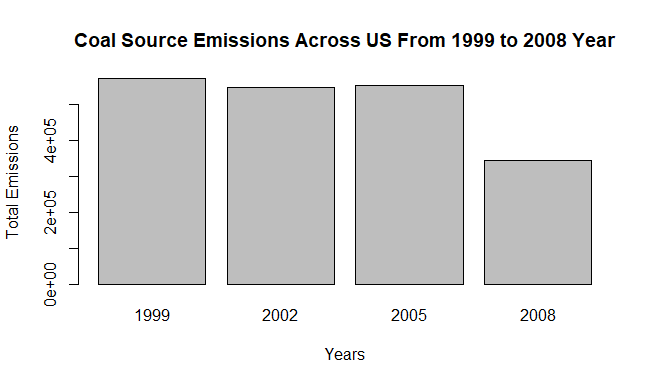 Coal Source Emissions Across US From 1999 to 2008 Year
Total Emissions
4e+05
2e+05
0e+00
1999 2002 2005 2008
Years